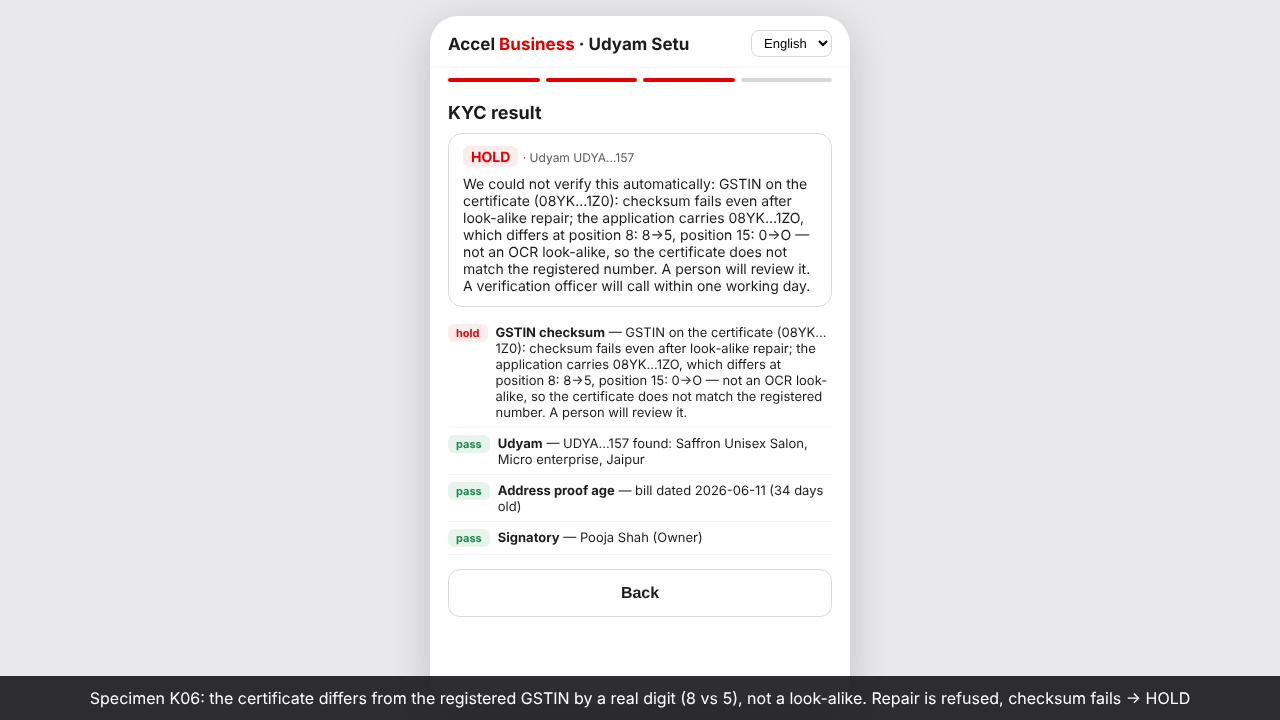 Accel Business · Udyam Setu
English
KYC result
HOLD · Udyam UDYA…157
We could not verify this automatically: GSTIN on the
certificate (08YK…1Z0): checksum fails even after
look-alike repair; the application carries 08YK…1ZO,
which differs at position 8: 8→5, position 15: 0→O —
not an OCR look-alike, so the certificate does not
match the registered number. A person will review it.
A verification officer will call within one working day.
hold GSTIN checksum — GSTIN on the certificate (08YK…
1Z0): checksum fails even after look-alike repair; the
application carries 08YK…1ZO, which differs at
position 8: 8→5, position 15: 0→O — not an OCR look-
alike, so the certificate does not match the registered
number. A person will review it.
pass Udyam — UDYA…157 found: Saffron Unisex Salon,
Micro enterprise, Jaipur
pass Address proof age — bill dated 2026-06-11 (34 days
old)
pass Signatory — Pooja Shah (Owner)
Back
Specimen K06: the certificate differs from the registered GSTIN by a real digit (8 vs 5), not a look-alike. Repair is refused, checksum fails → HOLD